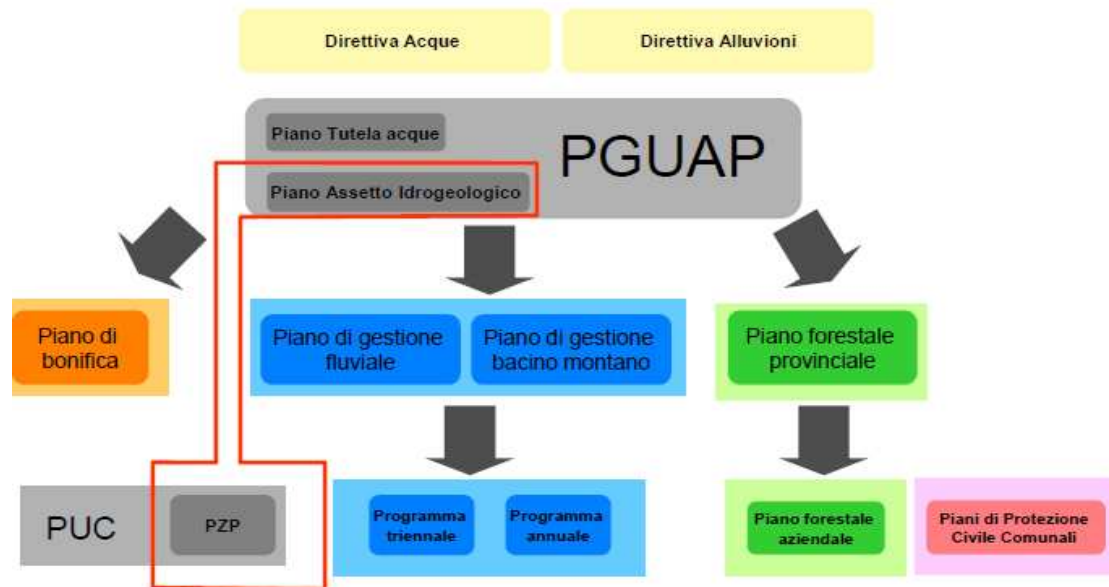 Direttiva Acque
Direttiva Alluvioni
Piano Tutela acque
PGUAP
Piano Assetto Idrogeologico
Piano di
bonifica
Piano di gestione
fluviale
Piano di gestione
bacino montano
Piano forestale
provinciale
PUC
PZP
Programma
triennale
Programma
annuale
Piano forestale
aziendale
Piani di Protezione
Civile Comunali